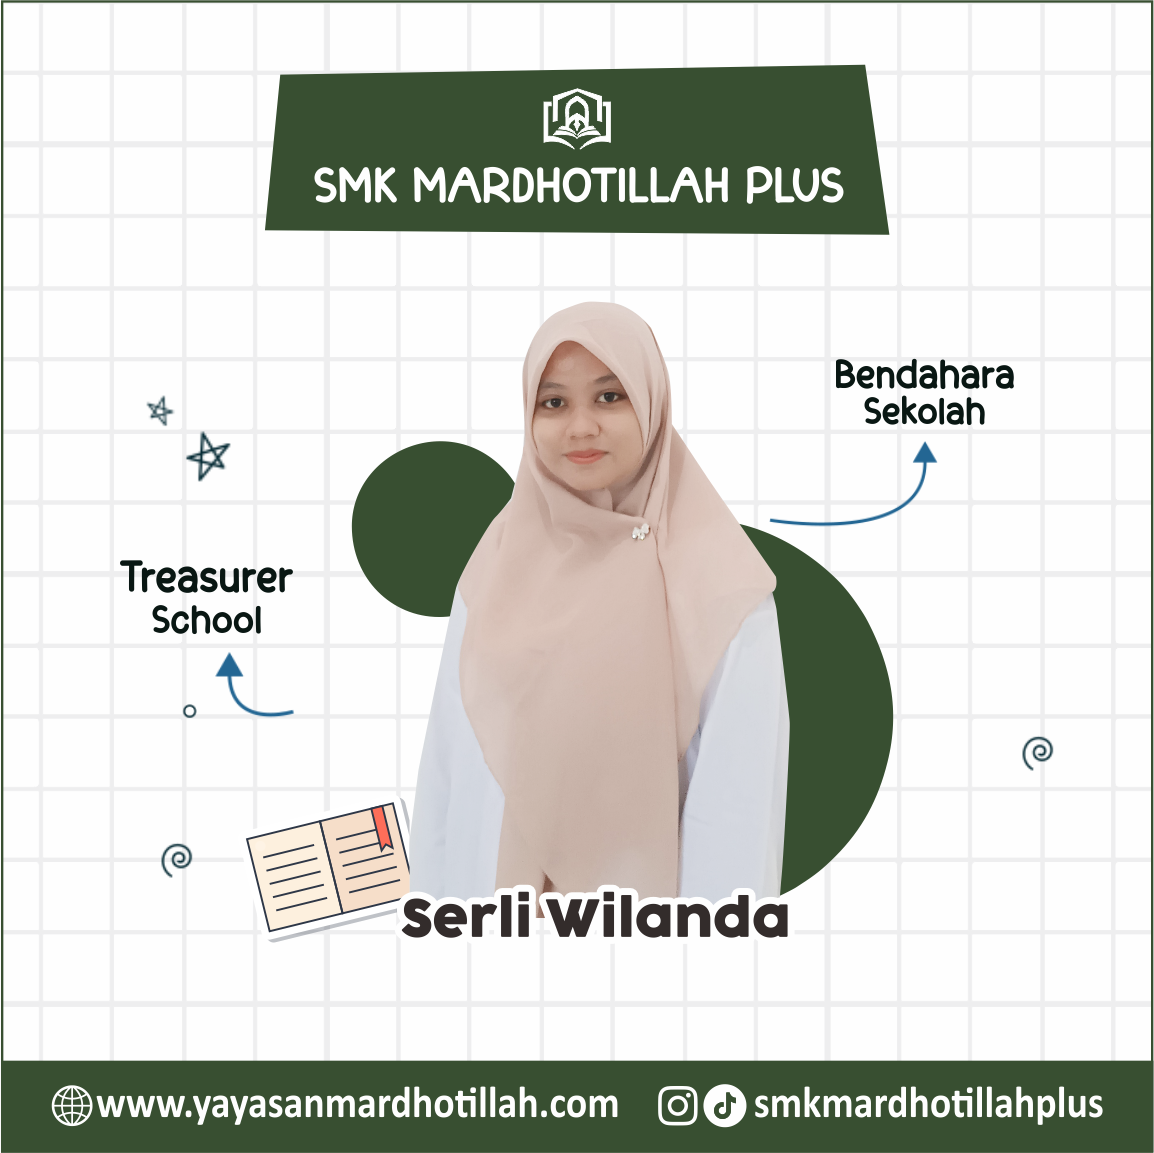 SMK MARDHOTILLAH PLUS
Bendahara
Sekolah
Treasurer
School
Serli Wilanda
www.yayasanmardhotillah.com
smkmardhotillahplus